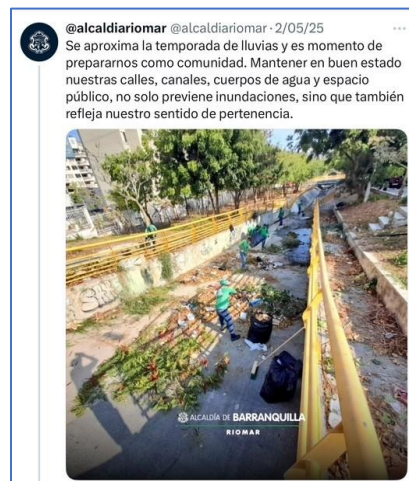 @alcaldiariomar @alcaldiariomar · 2/05/25 ...
Se aproxima la temporada de lluvias y es momento de
prepararnos como comunidad. Mantener en buen estado
nuestras calles, canales, cuerpos de agua y espacio
público, no solo previene inundaciones, sino que también
refleja nuestro sentido de pertenencia.
ALCALDÍA DE BARRANQUILLA
RIOMAR